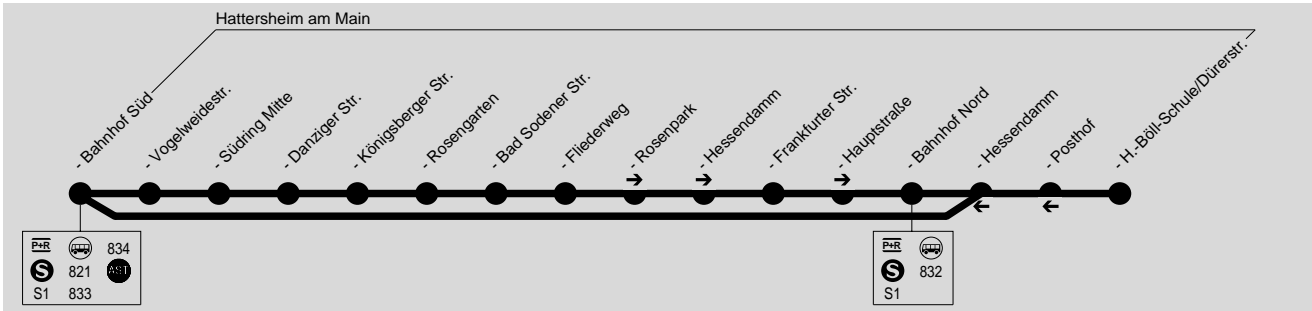 Hattersheim am Main
- Bahnhof Süd
- Vogelweidestr.
- Südring Mitte
- Danziger Str.
- Königsberger Str.
- Rosengarten
- Bad Sodener Str.
- Fliederweg
- Rosenpark
- Hessendamm
- Frankfurter Str.
- Hauptstraße
- Bahnhof Nord
- Hessendamm
- Posthof
- H.-Böll-Schule/Dürerstr.
P+R 834
S 821 AST
S1 833
P+R
S 832
S1